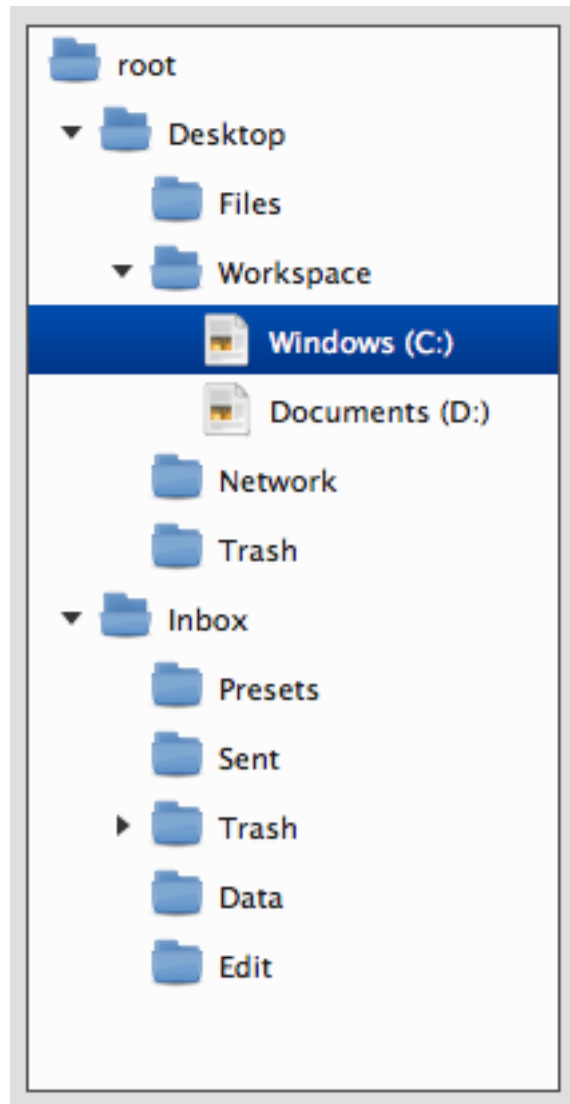 root
Desktop
Files
Workspace
Windows (C:)
Documents (D:)
Network
Trash
Inbox
Presets
Sent
Trash
Data
Edit